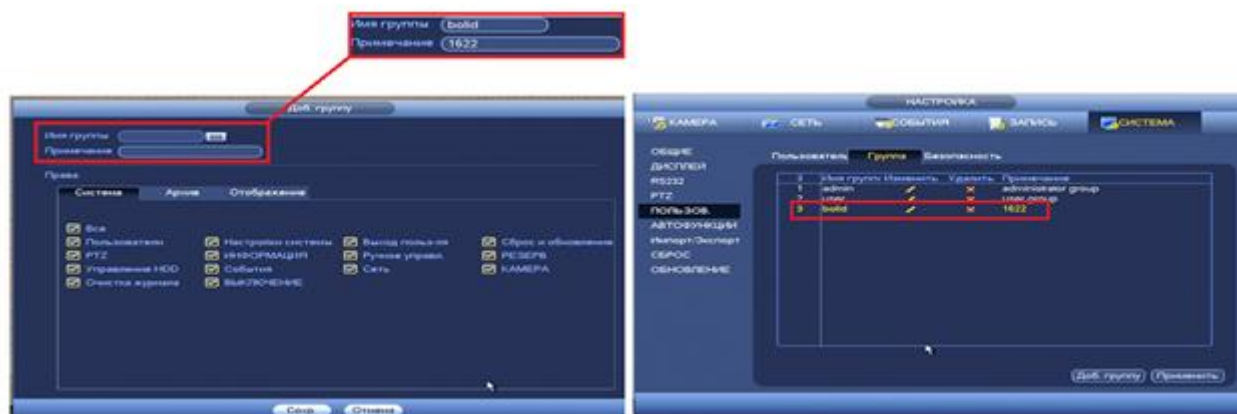 Имя группы bolid
Примечание 1622
Доб. группу
Имя группы
Примечание
Права
Система Архив Отображение
Все
Пользователи Настройки системы Выход польз-ля Сброс и обновление
PTZ ИНФОРМАЦИЯ Ручное управл. РЕЗЕРВ
Управление HDD События Сеть КАМЕРА
Очистка журнала ВЫКЛЮЧЕНИЕ
Сохр. Отмена
НАСТРОЙКА
КАМЕРА СЕТЬ СОБЫТИЯ ЗАПИСЬ СИСТЕМА
ОБЩИЕ
ДИСПЛЕЙ
RS232
PTZ
ПОЛЬЗОВ.
АВТОФУНКЦИИ
Импорт/Экспорт
СБРОС
ОБНОВЛЕНИЕ
Пользователь Группа Безопасность
3 Имя групп Изменить Удалить Примечание
1 admin administrator group
2 user user group
3 bolid 1622
Доб. группу Применить